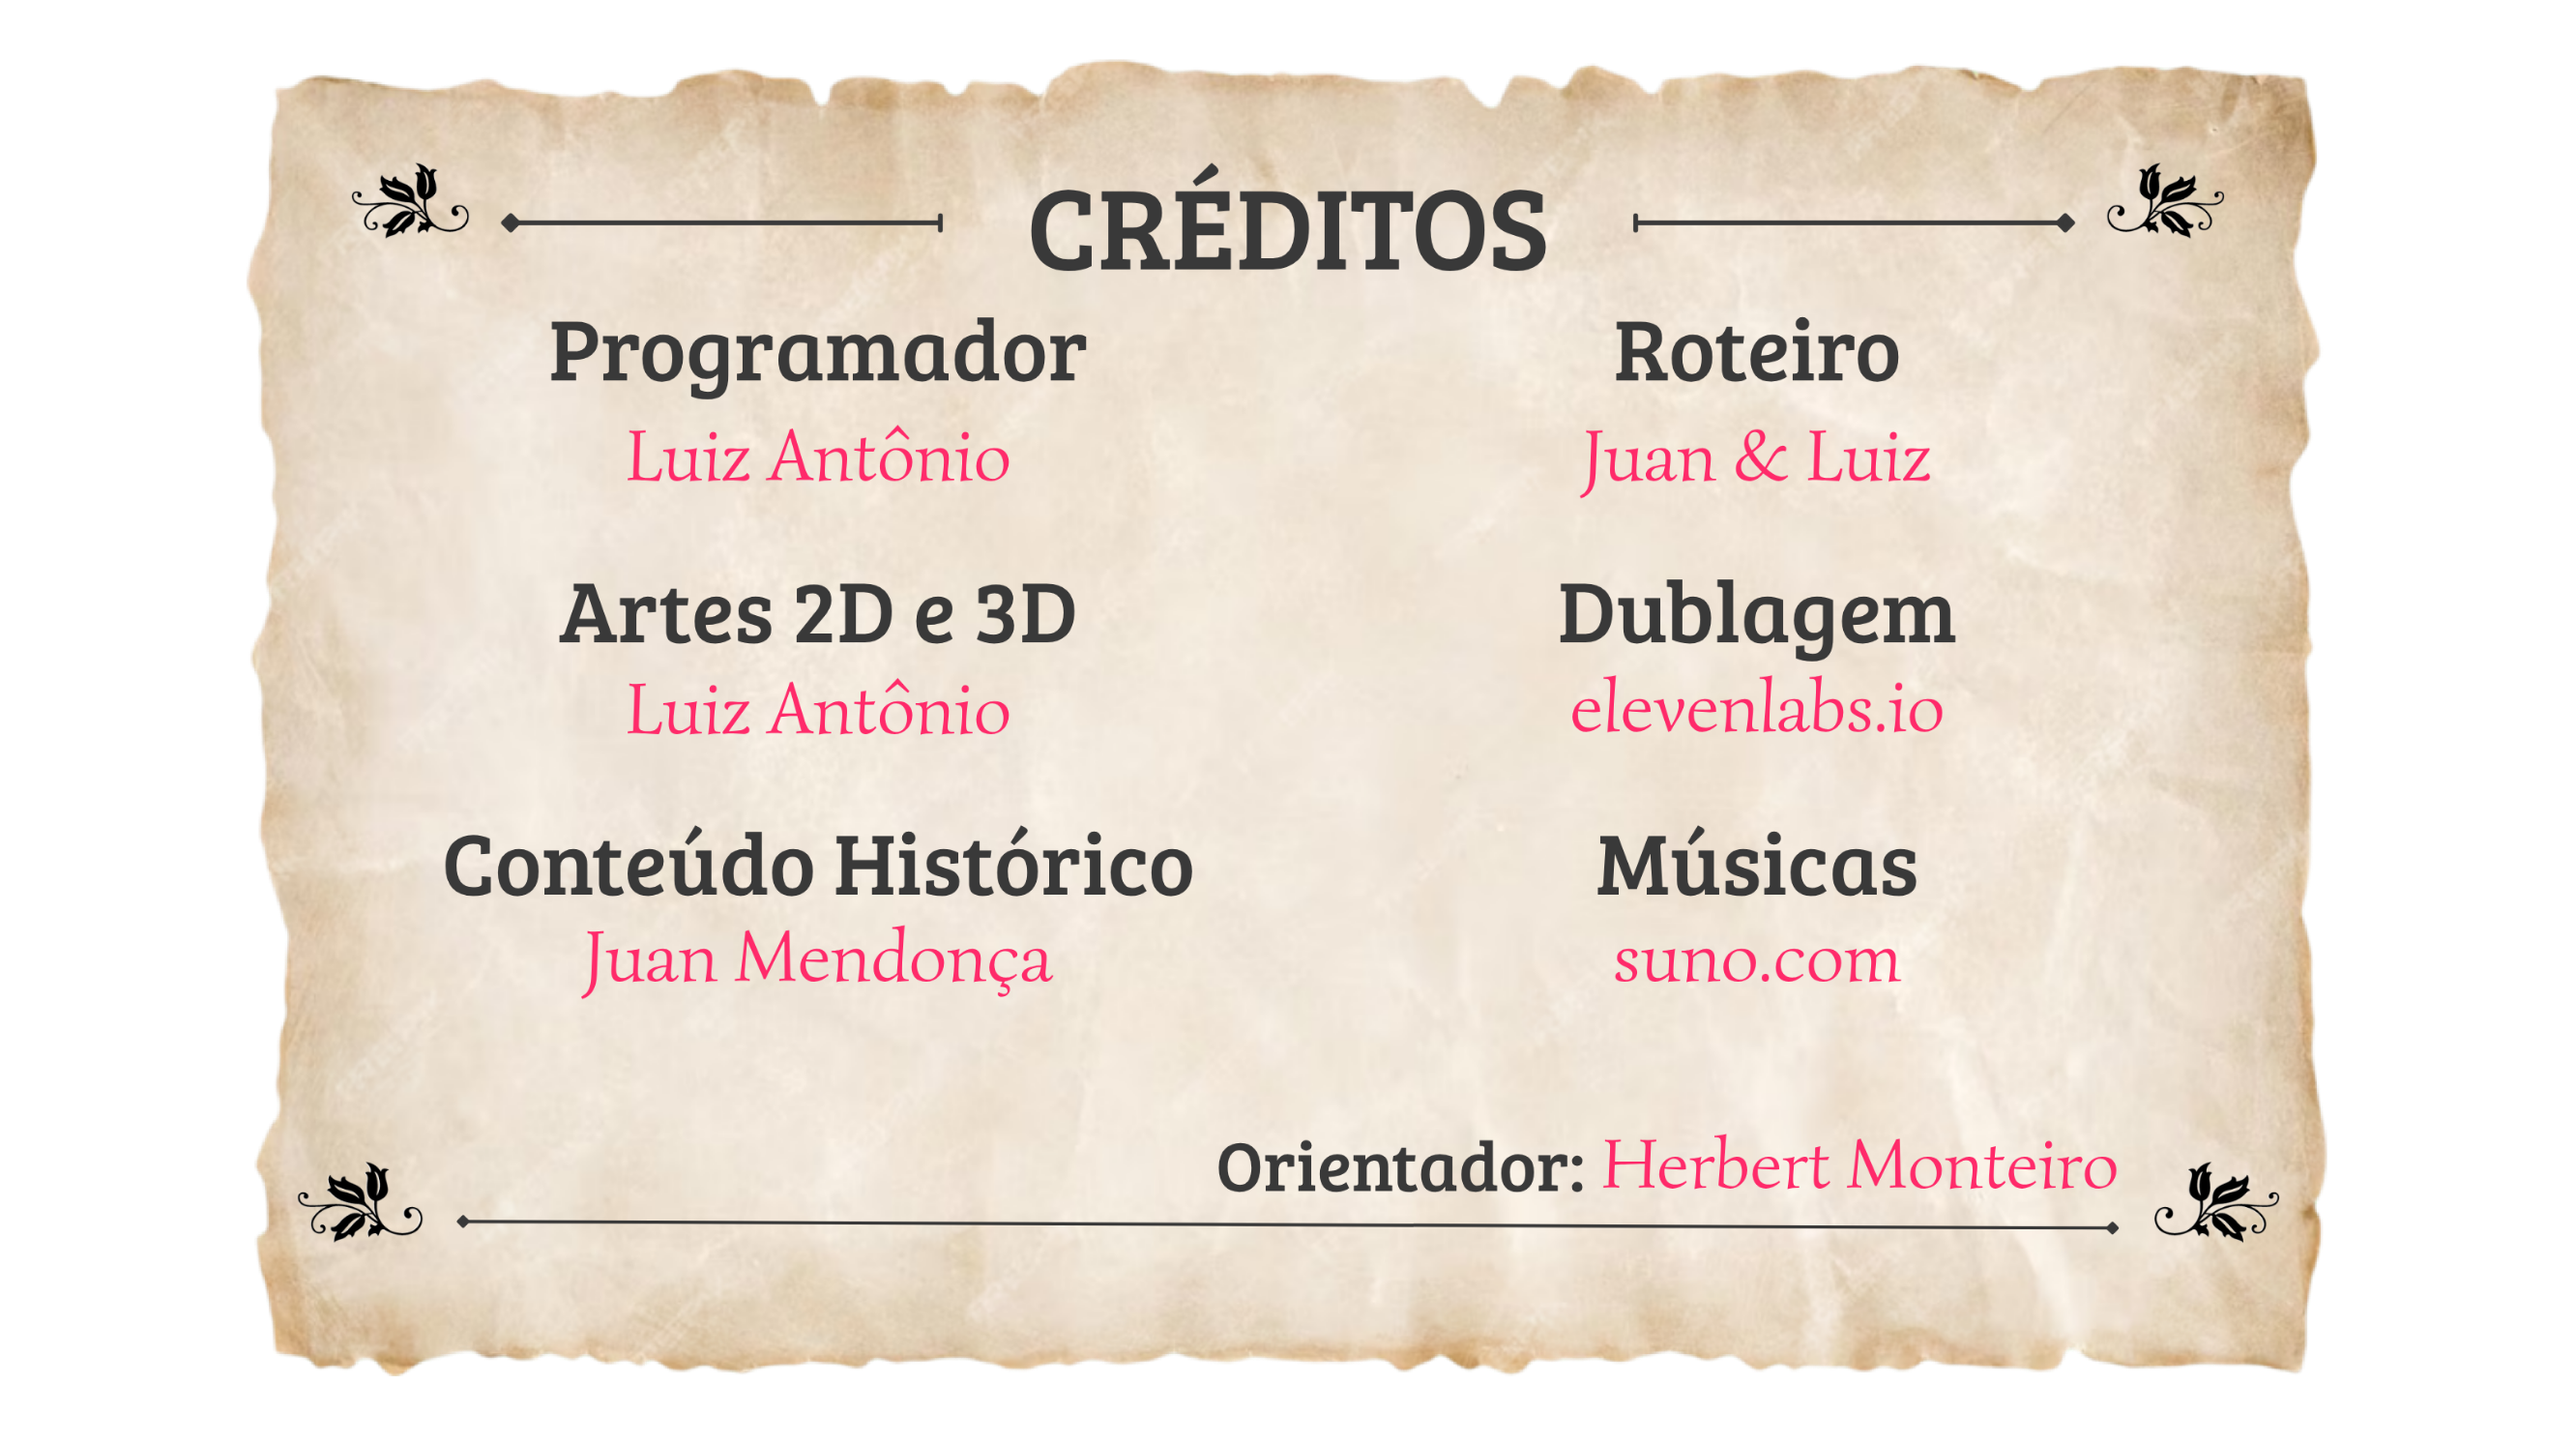 CRÉDITOS
Programador
Luiz Antônio
Artes 2D e 3D
Luiz Antônio
Conteúdo Histórico
Juan Mendonça
Roteiro
Juan & Luiz
Dublagem
elevenlabs.io
Músicas
suno.com
Orientador: Herbert Monteiro